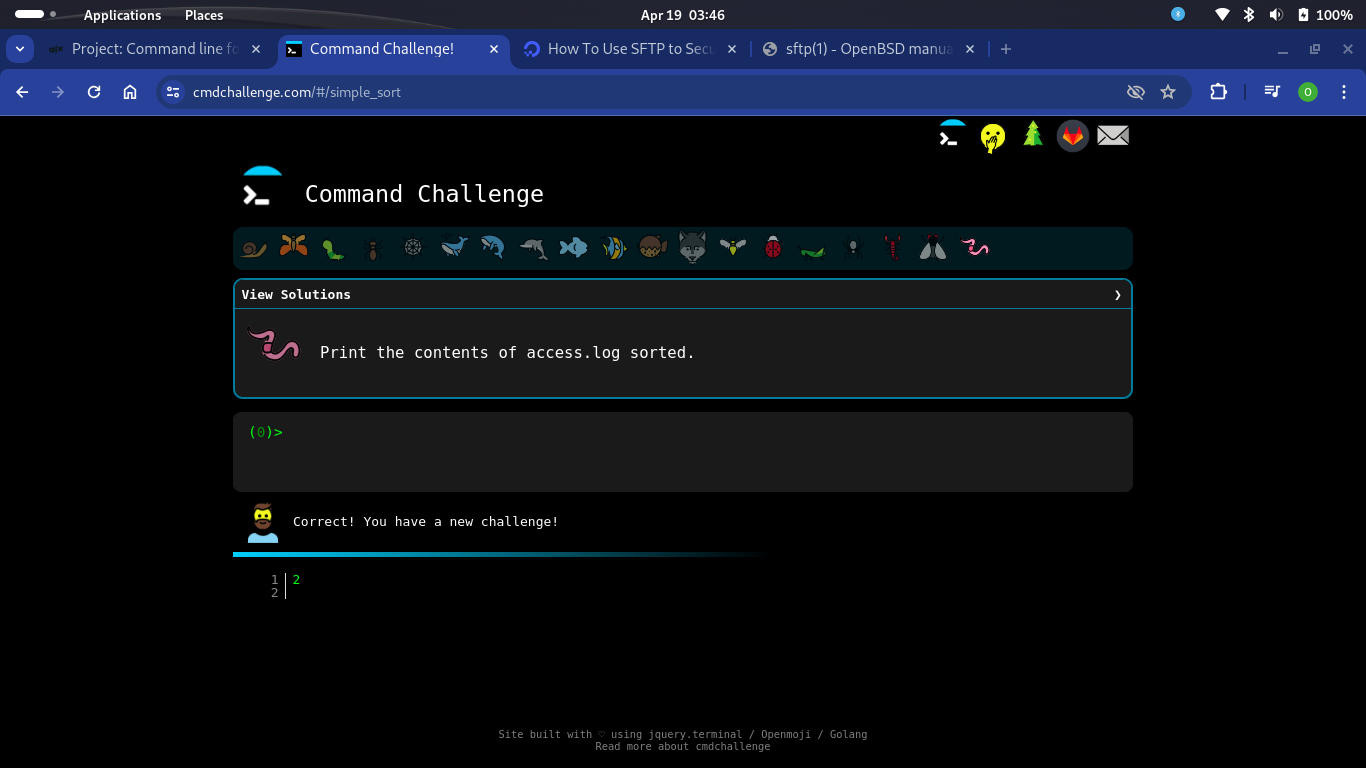 Applications Places Apr 19 03:46 100%
Project: Command line fo Command Challenge! How To Use SFTP to Secu sftp(1) - OpenBSD manua
cmdchallenge.com/#/simple_sort O
Command Challenge
View Solutions
Print the contents of access.log sorted.
(0)>
Correct! You have a new challenge!
1 2
2
Site built with ♡ using jquery.terminal / Openmoji / Golang
Read more about cmdchallenge